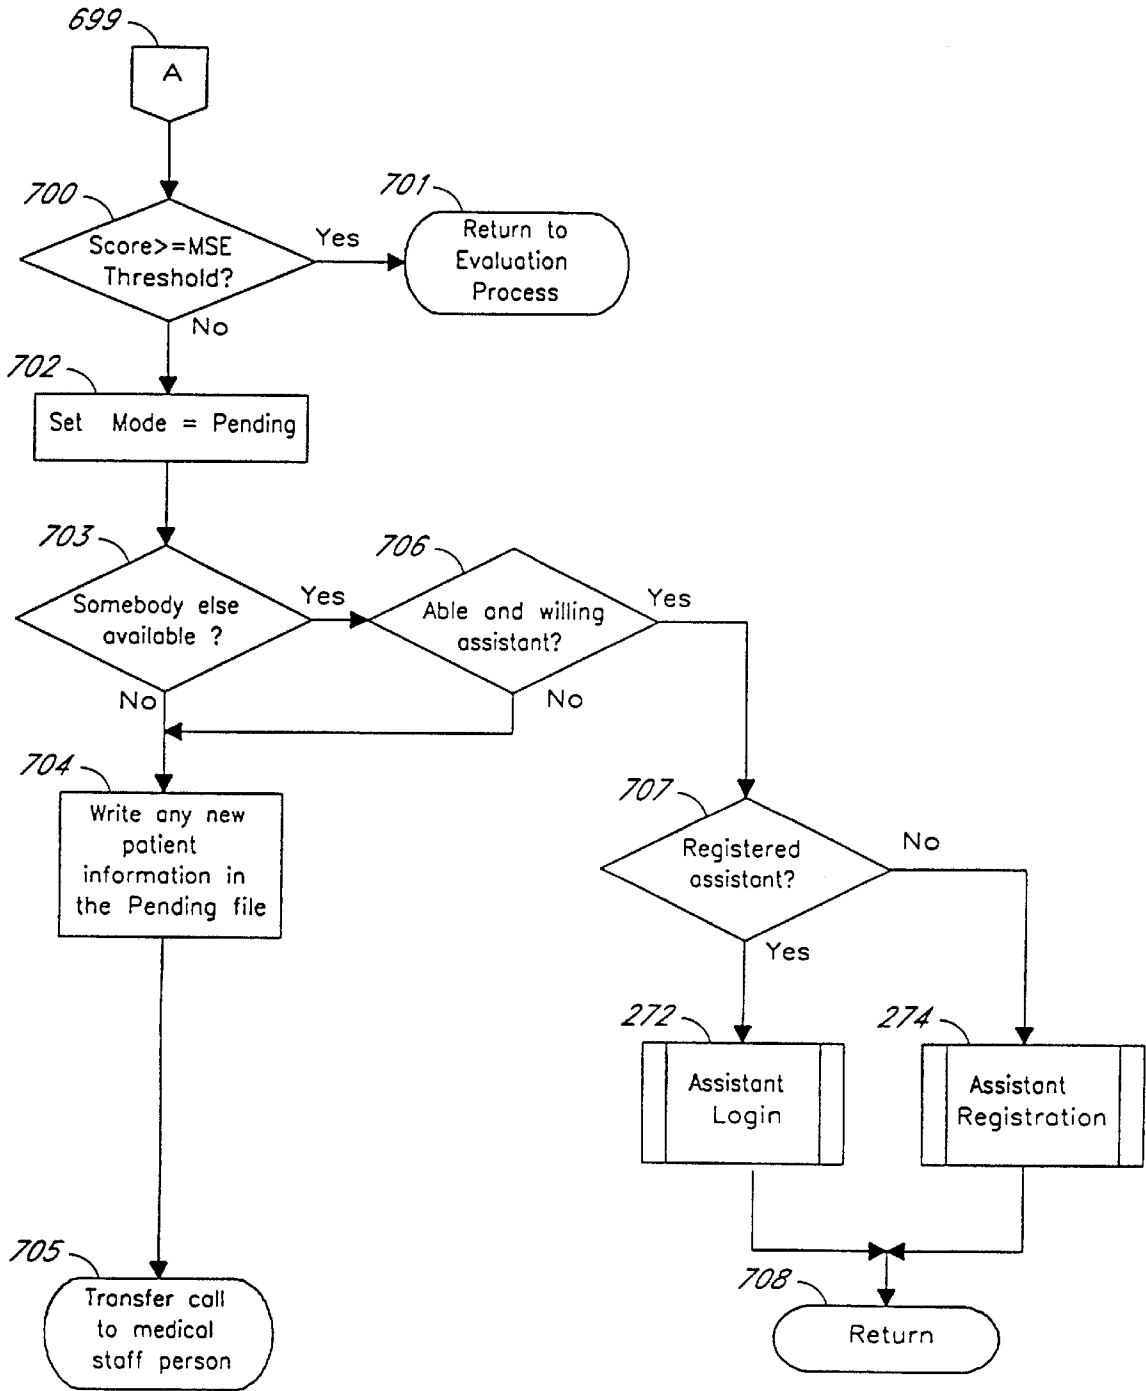 699
A
700
Score>=MSE
Threshold?
Yes
701
Return to
Evaluation
Process
No
702
Set Mode = Pending
703
Somebody else
available ?
Yes
706
Able and willing
assistant?
Yes
No
No
704
Write any new
patient
information in
the Pending file
707
Registered
assistant?
No
Yes
272
Assistant
Login
274
Assistant
Registration
705
Transfer call
to medical
staff person
708
Return